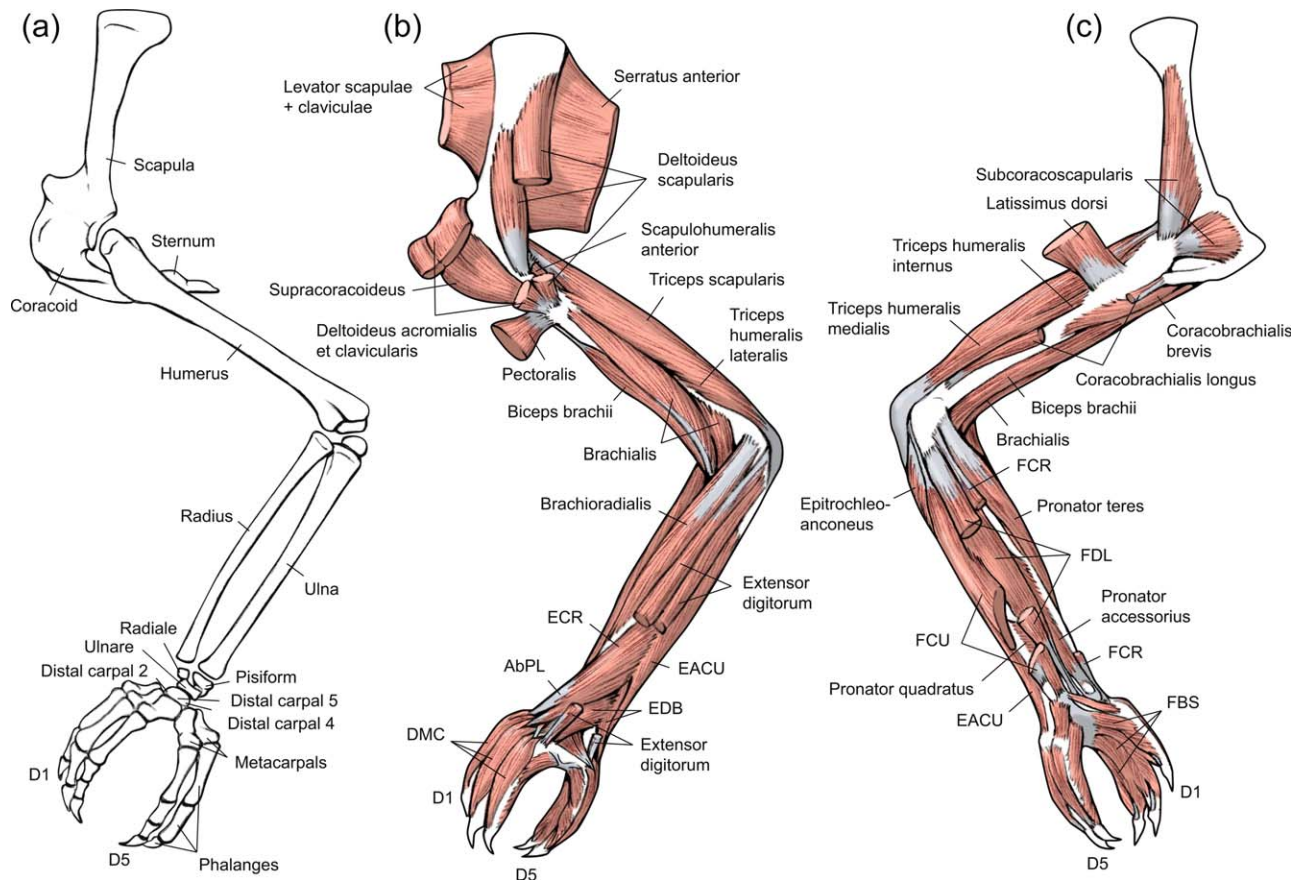 (a)
Scapula
Sternum
Coracoid
Humerus
Radius
Ulna
Radiale
Ulnare
Distal carpal 2
Pisiform
Distal carpal 5
Distal carpal 4
Metacarpals
D1
D5
Phalanges
(b)
Levator scapulae
+ claviculae
Serratus anterior
Deltoideus
scapularis
Scapulohumeralis
anterior
Supracoracoideus
Triceps scapularis
Deltoideus acromialis
et clavicularis
Triceps
humeralis
lateralis
Pectoralis
Biceps brachii
Brachialis
Brachioradialis
Extensor
digitorum
ECR
AbPL
EACU
EDB
DMC
Extensor
digitorum
D1
D5
(c)
Subcoracoscapularis
Latissimus dorsi
Triceps humeralis
internus
Triceps humeralis
medialis
Coracobrachialis
brevis
Coracobrachialis longus
Biceps brachii
Brachialis
FCR
Epitrochleo-
anconeus
Pronator teres
FDL
Pronator
accessorius
FCU
FCR
Pronator quadratus
EACU
FBS
D1
D5